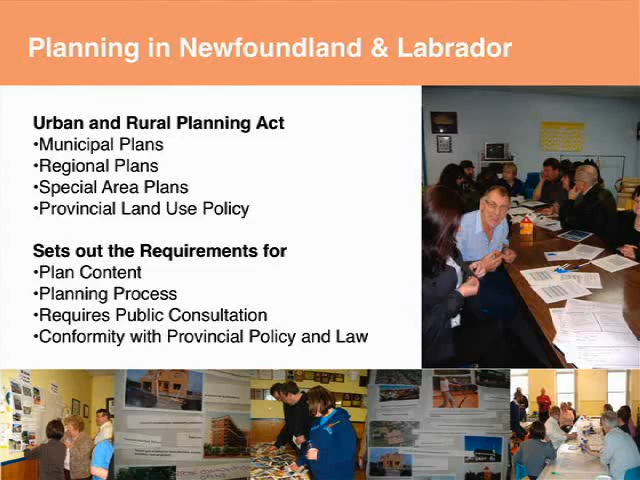 Planning in Newfoundland & Labrador
Urban and Rural Planning Act
•Municipal Plans
•Regional Plans
•Special Area Plans
•Provincial Land Use Policy
Sets out the Requirements for
•Plan Content
•Planning Process
•Requires Public Consultation
•Conformity with Provincial Policy and Law